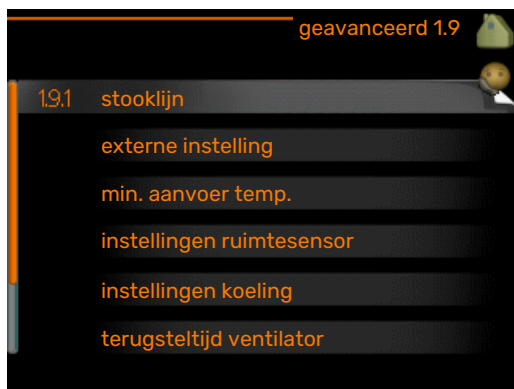 geavanceerd 1.9
1.9.1 stooklijn
externe instelling
min. aanvoer temp.
instellingen ruimtesensor
instellingen koeling
terugsteltijd ventilator